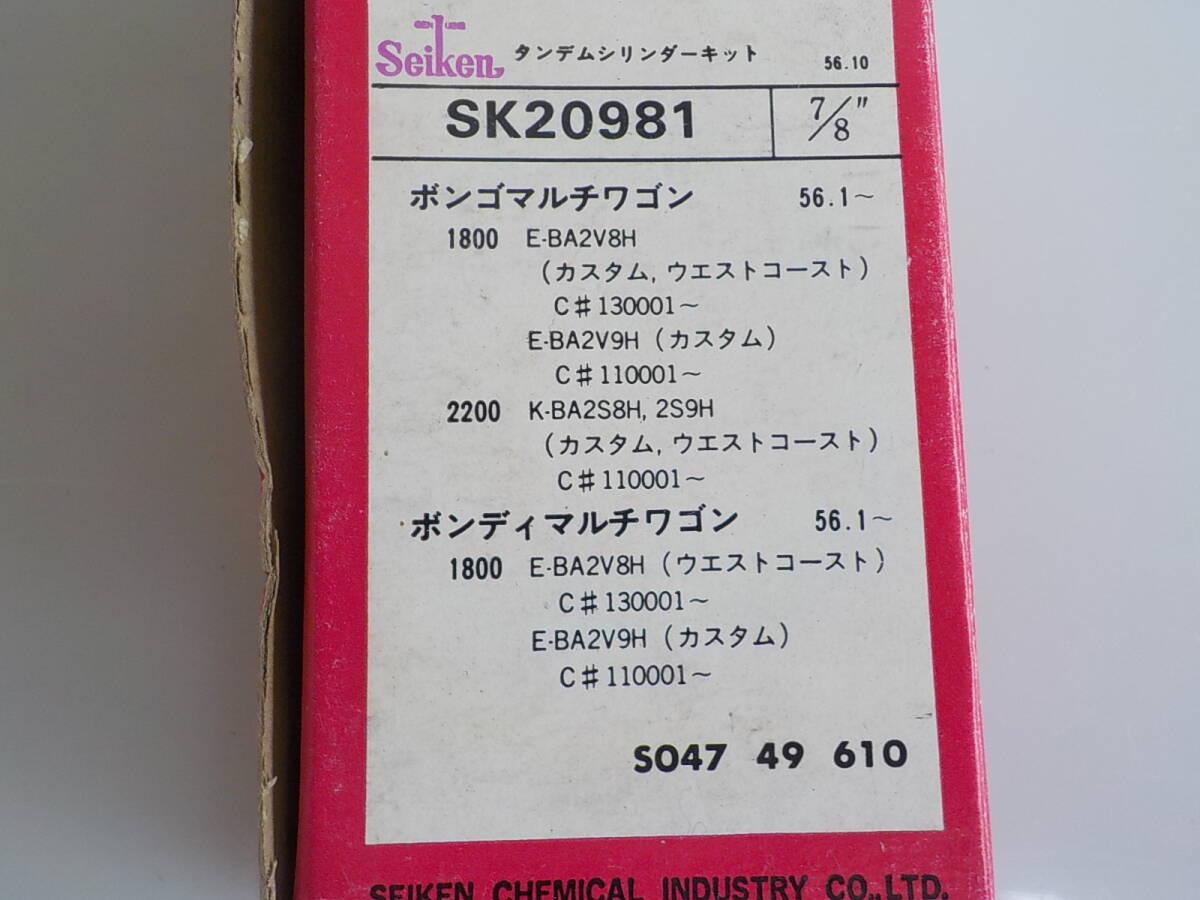 GENUINE
Seiken タンデムシリンダーキット 56.10
SK20981 7/8"
ボンゴマルチワゴン 56.1~
1800 E-BA2V8H
(カスタム, ウエストコースト)
C#130001~
E-BA2V9H (カスタム)
C#110001~
2200 K-BA2S8H, 2S9H
(カスタム, ウエストコースト)
C#110001~
ボンディマルチワゴン 56.1~
1800 E-BA2V8H (ウエストコースト)
C#130001~
E-BA2V9H (カスタム)
C#110001~
SO47 49 610
SEIKEN CHEMICAL INDUSTRY CO.,LTD.